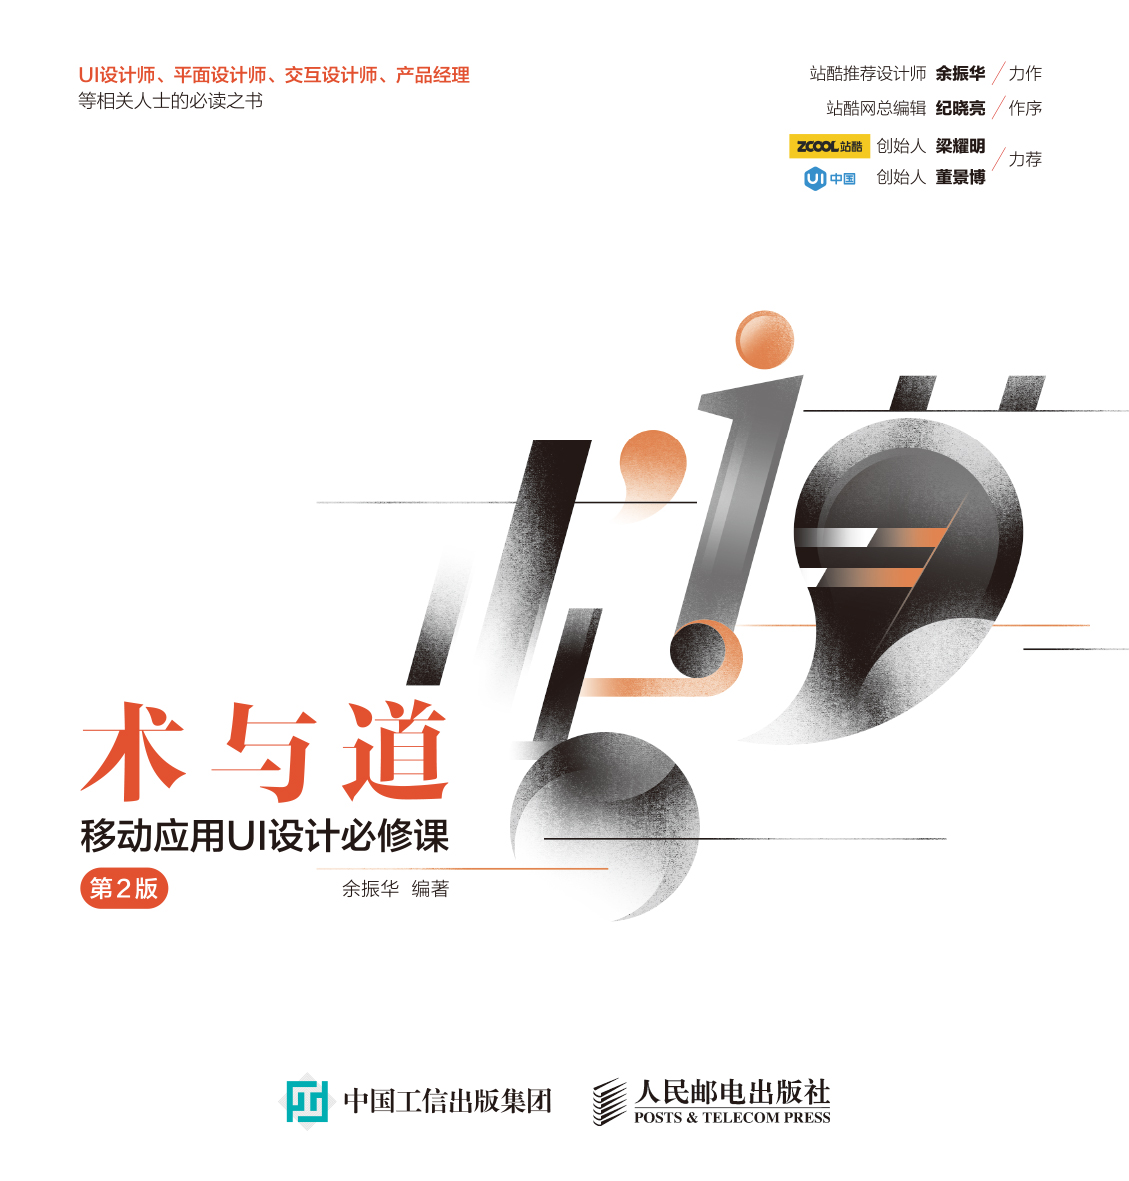 UI设计师、平面设计师、交互设计师、产品经理
等相关人士的必读之书
站酷推荐设计师 余振华 / 力作
站酷网总编辑 纪晓亮 / 作序
ZCOOL站酷 创始人 梁耀明
UI中国 创始人 董景博
/ 力荐
术与道
移动应用UI设计必修课
第2版
余振华 编著
中国工信出版集团
人民邮电出版社
POSTS & TELECOM PRESS